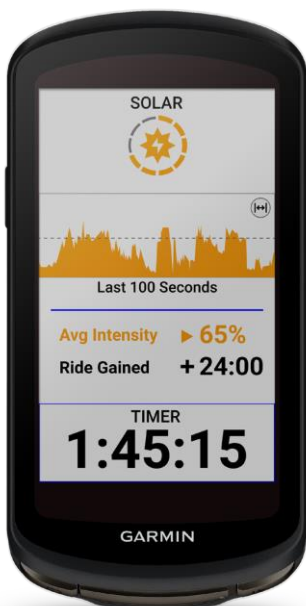 SOLAR
Last 100 Seconds
Avg Intensity ▶ 65%
Ride Gained +24:00
TIMER
1:45:15
GARMIN